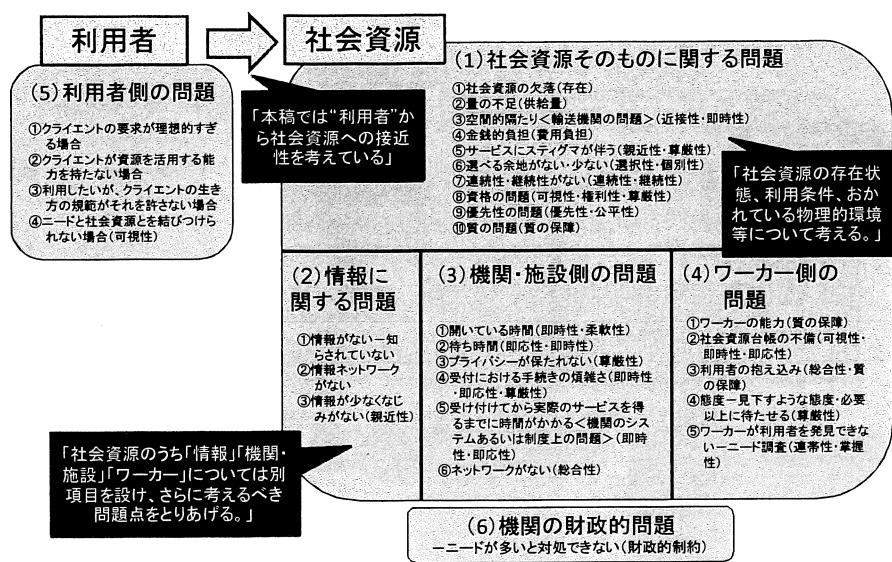 利用者
社会資源
(5)利用者側の問題
①クライエントの要求が理想的すぎ
る場合
②クライエントが資源を活用する能
力を持たない場合
③利用したいが、クライエントの生き
方の規範がそれを許さない場合
④ニードと社会資源とを結びつけら
れない場合(可視性)
「本稿では“利用者”か
ら社会資源への接近
性を考えている」
(1)社会資源そのものに関する問題
①社会資源の欠落(存在)
②量の不足(供給量)
③空間的隔たり<輸送機関の問題>(近接性・即時性)
④金銭的負担(費用負担)
⑤サービスにスティグマが伴う(親近性・尊厳性)
⑥選べる余地がない・少ない(選択性・個別性)
⑦連続性・継続性がない(連続性・継続性)
⑧資格の問題(可視性・権利性・尊厳性)
⑨優先性の問題(優先性・公平性)
⑩質の問題(質の保障)
「社会資源の存在状
態、利用条件、おか
れている物理的環境
等について考える。」
(2)情報に
関する問題
①情報がないー知
らされていない
②情報ネットワーク
がない
③情報が少なくなじ
みがない(親近性)
(3)機関・施設側の問題
①開いている時間(即時性・柔軟性)
②待ち時間(即応性・即時性)
③プライバシーが保たれない(尊厳性)
④受付における手続きの煩雑さ(即時性
・即応性・尊厳性)
⑤受け付けてから実際のサービスを得
るまでに時間がかかる<機関のシ
ステムあるいは制度上の問題>(即時
性・即応性)
⑥ネットワークがない(総合性)
(4)ワーカー側の
問題
①ワーカーの能力(質の保障)
②社会資源台帳の不備(可視性・
即時性・即応性)
③利用者の抱え込み(総合性・質
の保障)
④態度ー見下すような態度・必要
以上に待たせる(尊厳性)
⑤ワーカーが利用者を発見できな
いーニード調査(連帯性・掌握
性)
「社会資源のうち「情報」「機関・
施設」「ワーカー」については別
項目を設け、さらに考えるべき
問題点をとりあげる。」
(6)機関の財政的問題
ーニードが多いと対処できない(財政的制約)